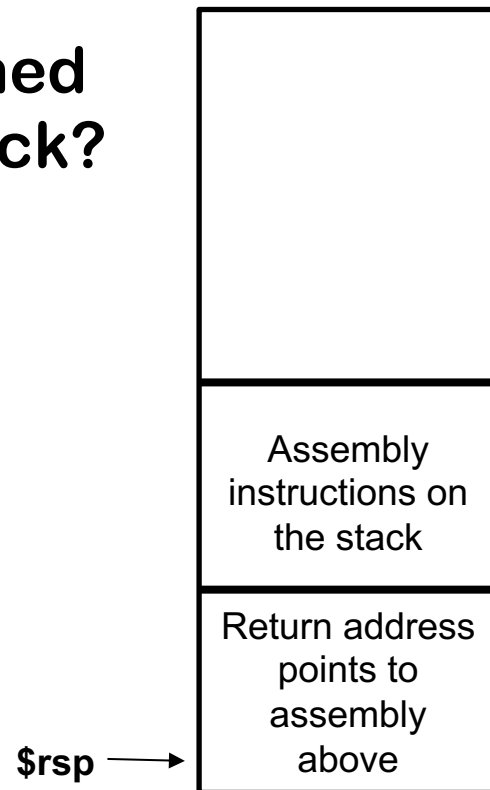 ned
ck?
Assembly
instructions on
the stack
Return address
points to
assembly
above
$rsp